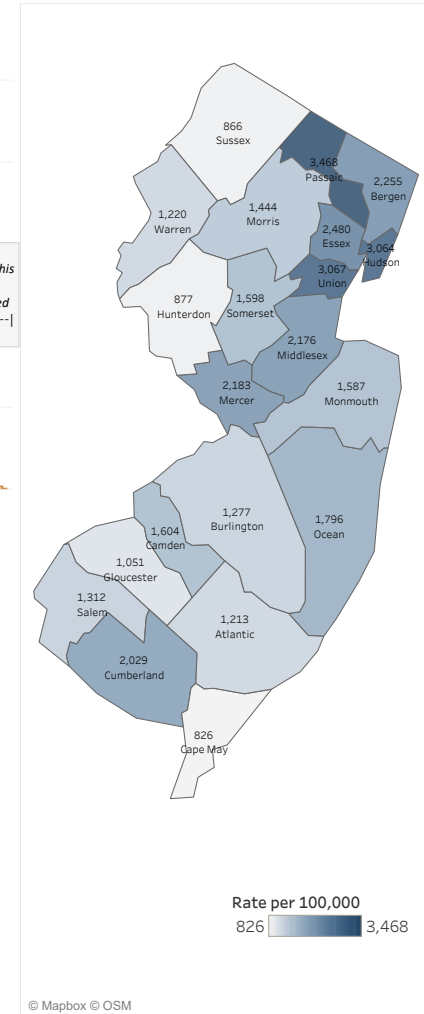 866
Sussex
3,468
Passaic
2,255
Bergen
1,220
Warren
1,444
Morris
2,480
Essex
3,064
Hudson
his
3,067
Union
877
Hunterdon
1,598
Somerset
ed
--|
2,176
Middlesex
2,183
Mercer
1,587
Monmouth
1,277
Burlington
1,796
Ocean
1,604
Camden
1,051
Gloucester
1,312
Salem
1,213
Atlantic
2,029
Cumberland
826
Cape May
Rate per 100,000
826 3,468
© Mapbox © OSM